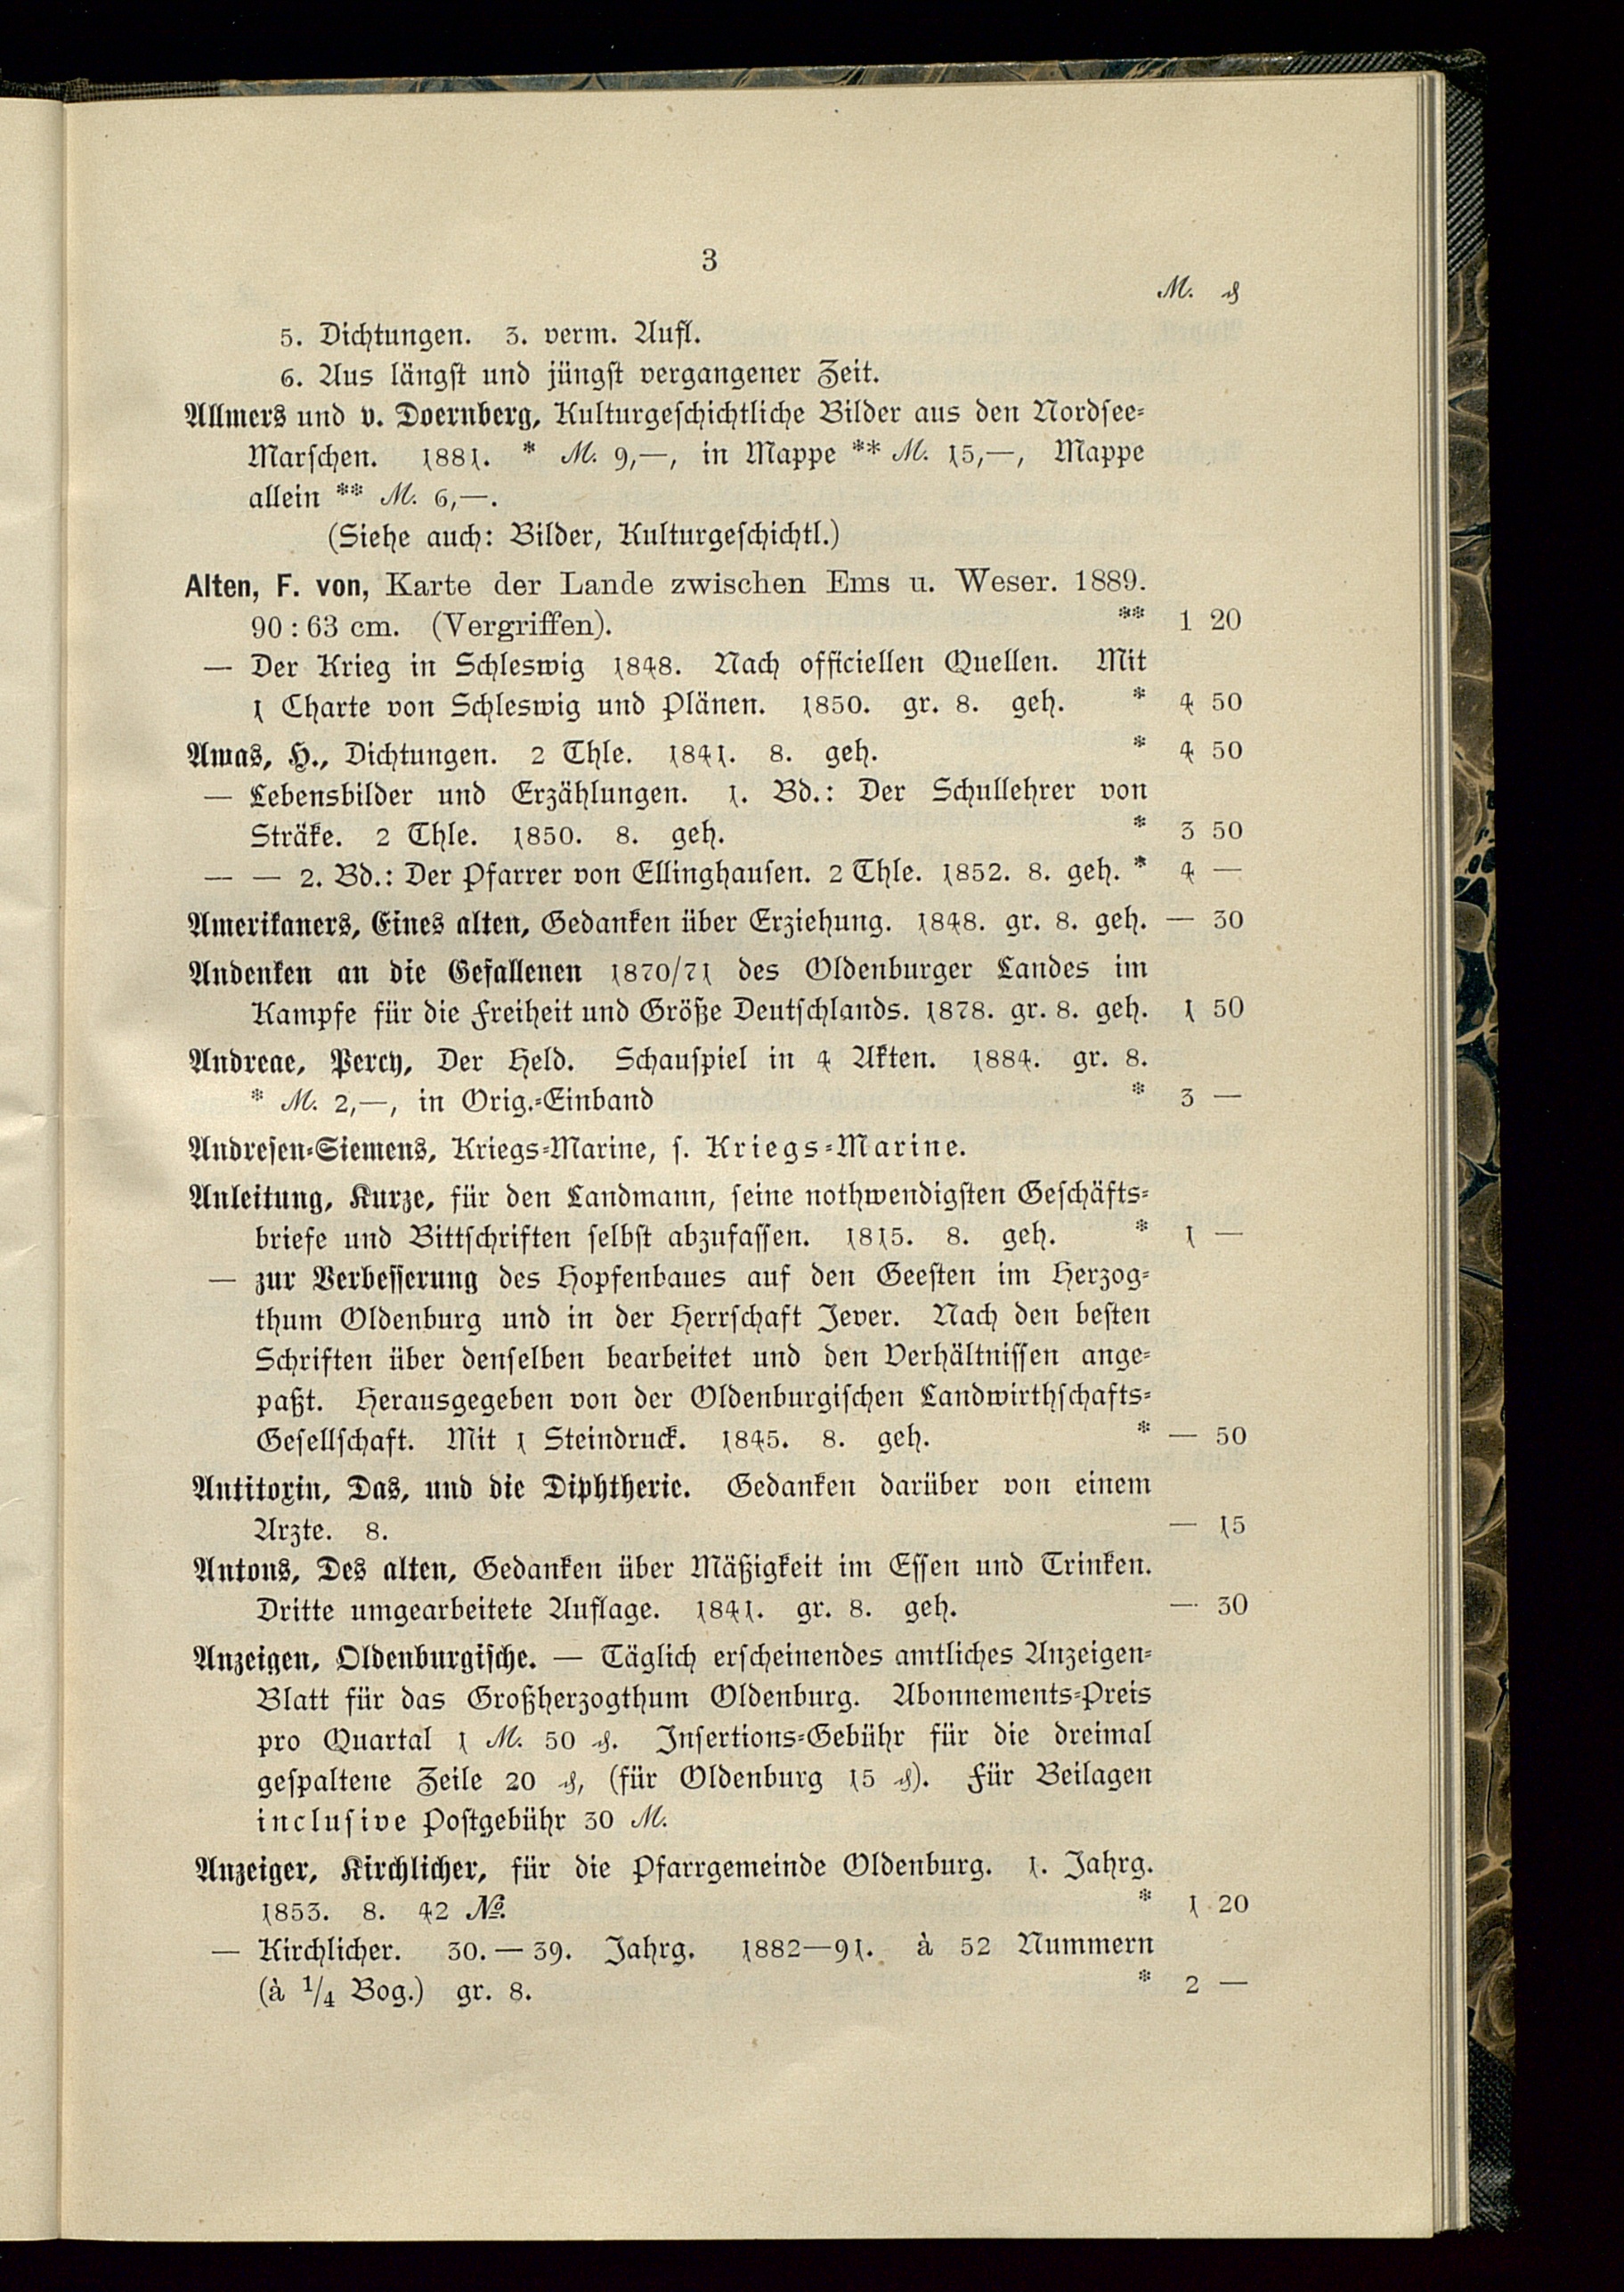 3
M. ₰
5. Dichtungen. 3. verm. Aufl.
6. Aus längst und jüngst vergangener Zeit.
Allmers und v. Doernberg, Kulturgeschichtliche Bilder aus den Nordsee-
Marschen. 1881. * M. 9,—, in Mappe ** M. 15,—, Mappe
allein ** M. 6,—.
(Siehe auch: Bilder, Kulturgeschichtl.)
Alten, F. von, Karte der Lande zwischen Ems u. Weser. 1889.
90 : 63 cm. (Vergriffen). ** 1 20
— Der Krieg in Schleswig 1848. Nach officiellen Quellen. Mit
1 Charte von Schleswig und Plänen. 1850. gr. 8. geh. * 4 50
Amas, H., Dichtungen. 2 Thle. 1841. 8. geh. * 4 50
— Lebensbilder und Erzählungen. 1. Bd.: Der Schullehrer von
Sträke. 2 Thle. 1850. 8. geh. * 3 50
— — 2. Bd.: Der Pfarrer von Ellinghausen. 2 Thle. 1852. 8. geh. * 4 —
Amerikaners, Eines alten, Gedanken über Erziehung. 1848. gr. 8. geh. — 30
Andenken an die Gefallenen 1870/71 des Oldenburger Landes im
Kampfe für die Freiheit und Größe Deutschlands. 1878. gr. 8. geh. 1 50
Andreae, Percy, Der Held. Schauspiel in 4 Akten. 1884. gr. 8.
* M. 2,—, in Orig.-Einband * 3 —
Andresen-Siemens, Kriegs-Marine, s. Kriegs-Marine.
Anleitung, Kurze, für den Landmann, seine nothwendigsten Geschäfts-
briefe und Bittschriften selbst abzufassen. 1815. 8. geh. * 1 —
— zur Verbesserung des Hopfenbaues auf den Geesten im Herzog-
thum Oldenburg und in der Herrschaft Jever. Nach den besten
Schriften über denselben bearbeitet und den Verhältnissen ange-
paßt. Herausgegeben von der Oldenburgischen Landwirthschafts-
Gesellschaft. Mit 1 Steindruck. 1845. 8. geh. * — 50
Antitoxin, Das, und die Diphtherie. Gedanken darüber von einem
Arzte. 8. — 15
Antons, Des alten, Gedanken über Mäßigkeit im Essen und Trinken.
Dritte umgearbeitete Auflage. 1841. gr. 8. geh. — 30
Anzeigen, Oldenburgische. — Täglich erscheinendes amtliches Anzeigen-
Blatt für das Großherzogthum Oldenburg. Abonnements-Preis
pro Quartal 1 M. 50 ₰. Insertions-Gebühr für die dreimal
gespaltene Zeile 20 ₰, (für Oldenburg 15 ₰). Für Beilagen
inclusive Postgebühr 30 M.
Anzeiger, Kirchlicher, für die Pfarrgemeinde Oldenburg. 1. Jahrg.
1853. 8. 42 №. * 1 20
— Kirchlicher. 30. — 39. Jahrg. 1882—91. à 52 Nummern
(à 1/4 Bog.) gr. 8. * 2 —